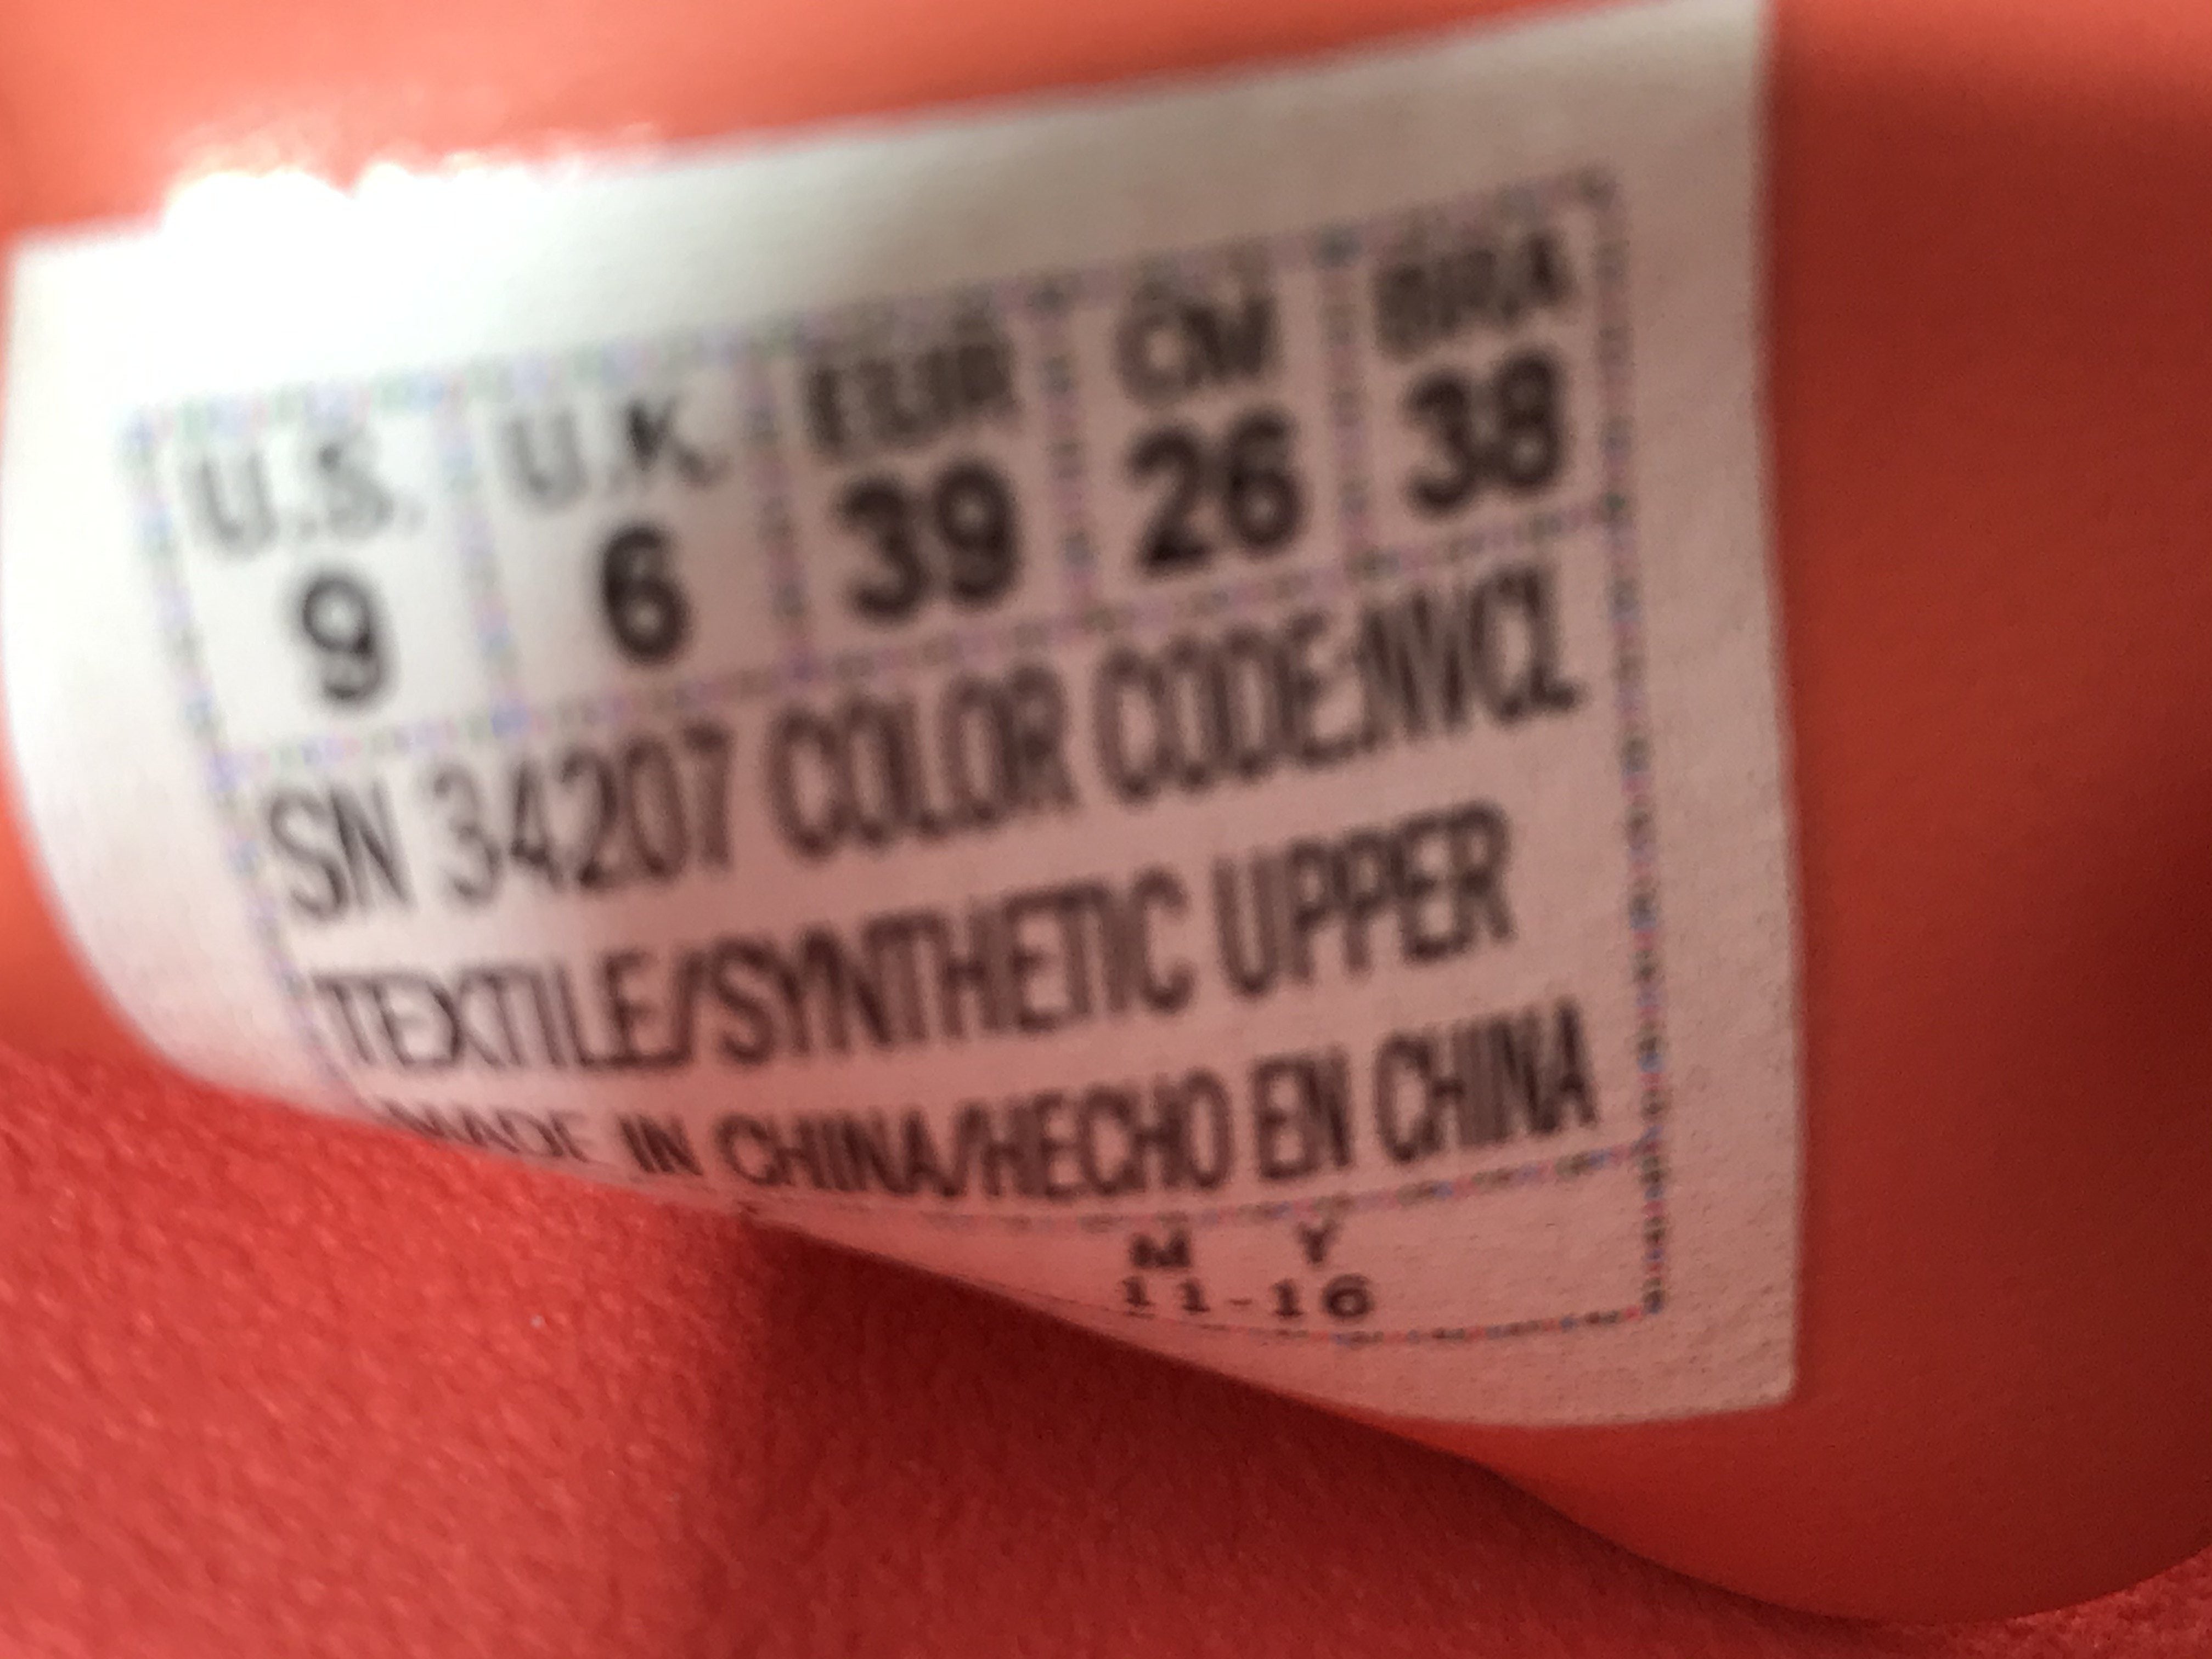 U.S. U.K EUR CM BRA
9 6 39 26 38
SN 34207 COLOR CODE:NVCL
TEXTILE/SYNTHETIC UPPER
MADE IN CHINA/HECHO EN CHINA
M Y
11-16